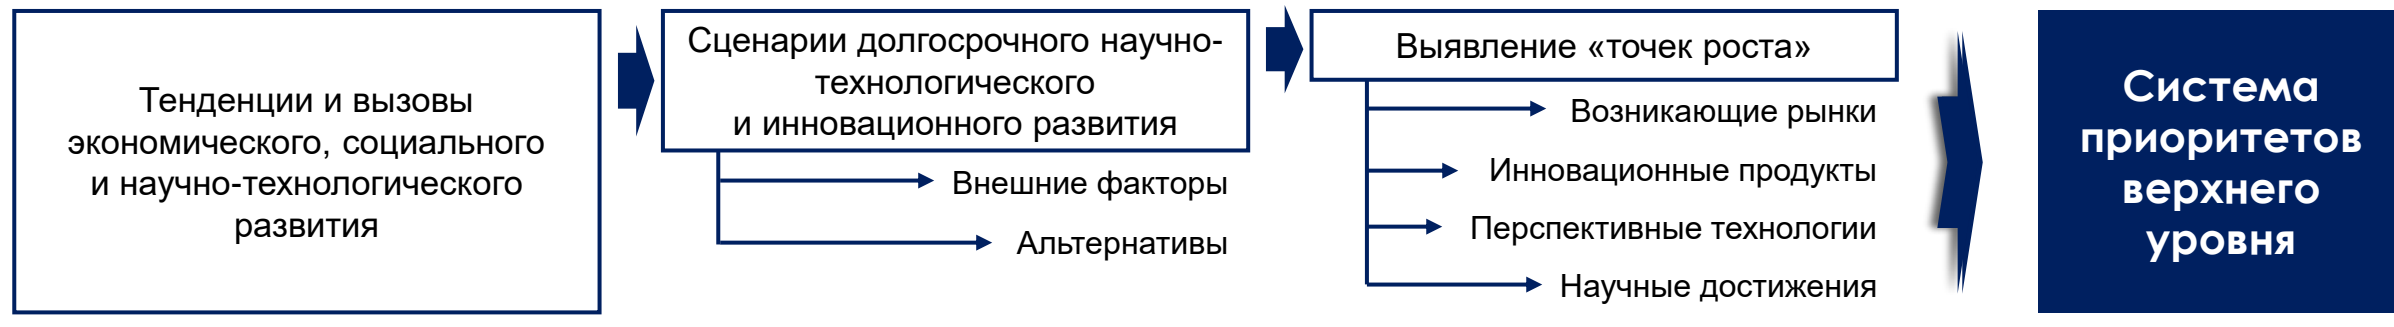 Тенденции и вызовы
экономического, социального
и научно-технологического
развития
Сценарии долгосрочного научно-
технологического
и инновационного развития
Внешние факторы
Альтернативы
Выявление «точек роста»
Возникающие рынки
Инновационные продукты
Перспективные технологии
Научные достижения
Система
приоритетов
верхнего
уровня